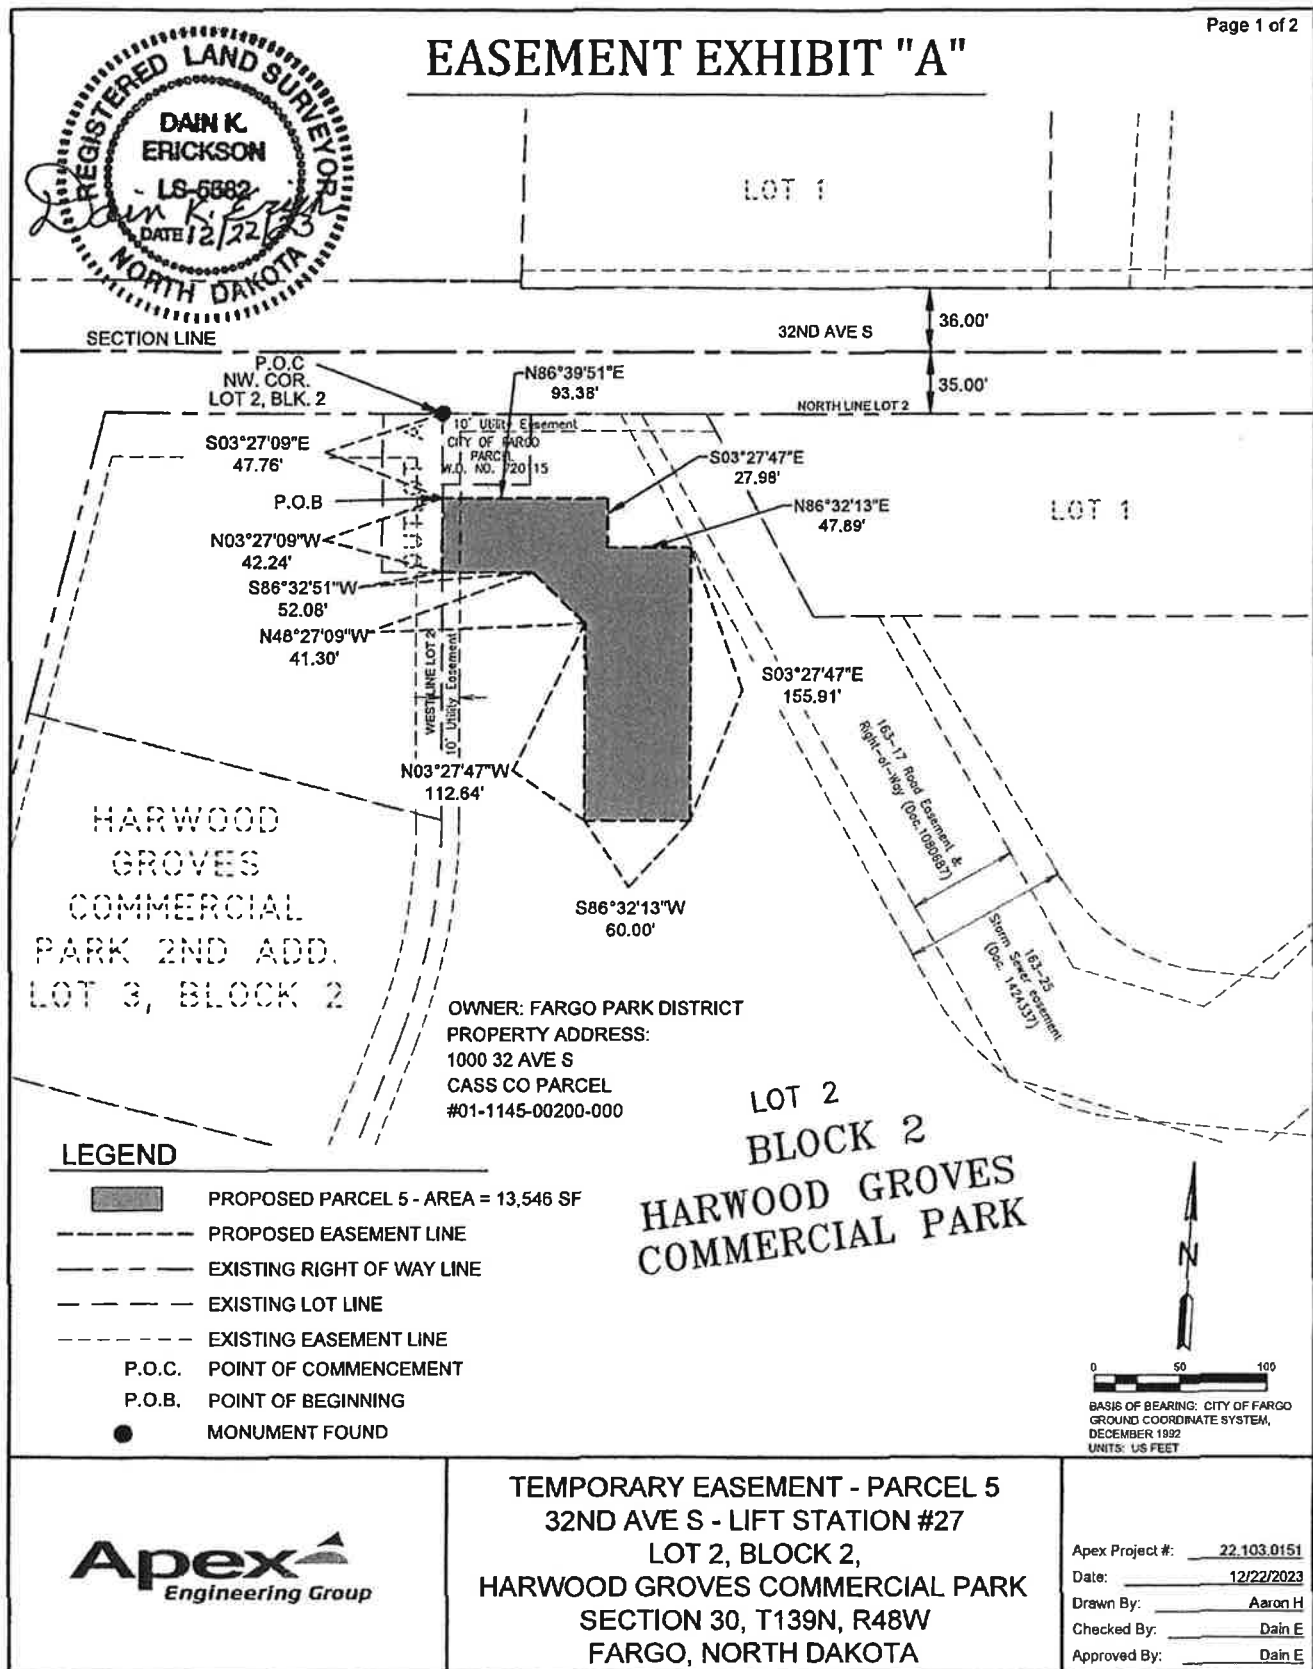 Page 1 of 2
EASEMENT EXHIBIT "A"
REGISTERED LAND SURVEYOR
DAIN K.
ERICKSON
LS-5582
Dain K. Erickson
DATE 12/22/23
NORTH DAKOTA
LOT 1
SECTION LINE
32ND AVE S
36.00'
35.00'
P.O.C
NW. COR.
LOT 2, BLK. 2
N86°39'51"E
93.38'
NORTH LINE LOT 2
10' Utility Easement
CITY OF FARGO
PARCEL
W.D. NO. 720 15
S03°27'09"E
47.76'
S03°27'47"E
27.98'
P.O.B
N86°32'13"E
47.89'
LOT 1
N03°27'09"W
42.24'
S86°32'51"W
52.08'
N48°27'09"W
41.30'
WEST LINE LOT 2
10' Utility Easement
S03°27'47"E
155.91'
163-17 Road Easement &
Right-of-Way (Doc.1080687)
N03°27'47"W
112.64'
HARWOOD
GROVES
COMMERCIAL
PARK 2ND ADD.
LOT 3, BLOCK 2
S86°32'13"W
60.00'
163-25
Storm Sewer easement
(Doc. 1424337)
OWNER: FARGO PARK DISTRICT
PROPERTY ADDRESS:
1000 32 AVE S
CASS CO PARCEL
#01-1145-00200-000
LOT 2
BLOCK 2
HARWOOD GROVES
COMMERCIAL PARK
LEGEND
PROPOSED PARCEL 5 - AREA = 13,546 SF
PROPOSED EASEMENT LINE
EXISTING RIGHT OF WAY LINE
EXISTING LOT LINE
EXISTING EASEMENT LINE
P.O.C. POINT OF COMMENCEMENT
P.O.B. POINT OF BEGINNING
MONUMENT FOUND
N
0 50 100
BASIS OF BEARING: CITY OF FARGO
GROUND COORDINATE SYSTEM,
DECEMBER 1992
UNITS: US FEET
Apex
Engineering Group
TEMPORARY EASEMENT - PARCEL 5
32ND AVE S - LIFT STATION #27
LOT 2, BLOCK 2,
HARWOOD GROVES COMMERCIAL PARK
SECTION 30, T139N, R48W
FARGO, NORTH DAKOTA
Apex Project #: 22.103.0151
Date: 12/22/2023
Drawn By: Aaron H
Checked By: Dain E
Approved By: Dain E